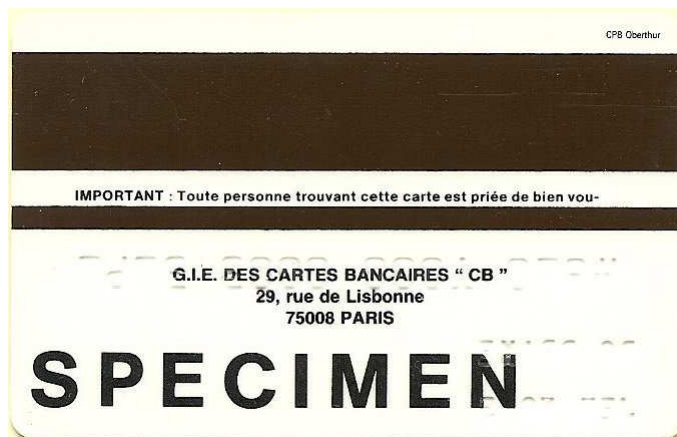 CPB Oberthur
IMPORTANT : Toute personne trouvant cette carte est priée de bien vou-
G.I.E. DES CARTES BANCAIRES “ CB ”
29, rue de Lisbonne
75008 PARIS
SPECIMEN